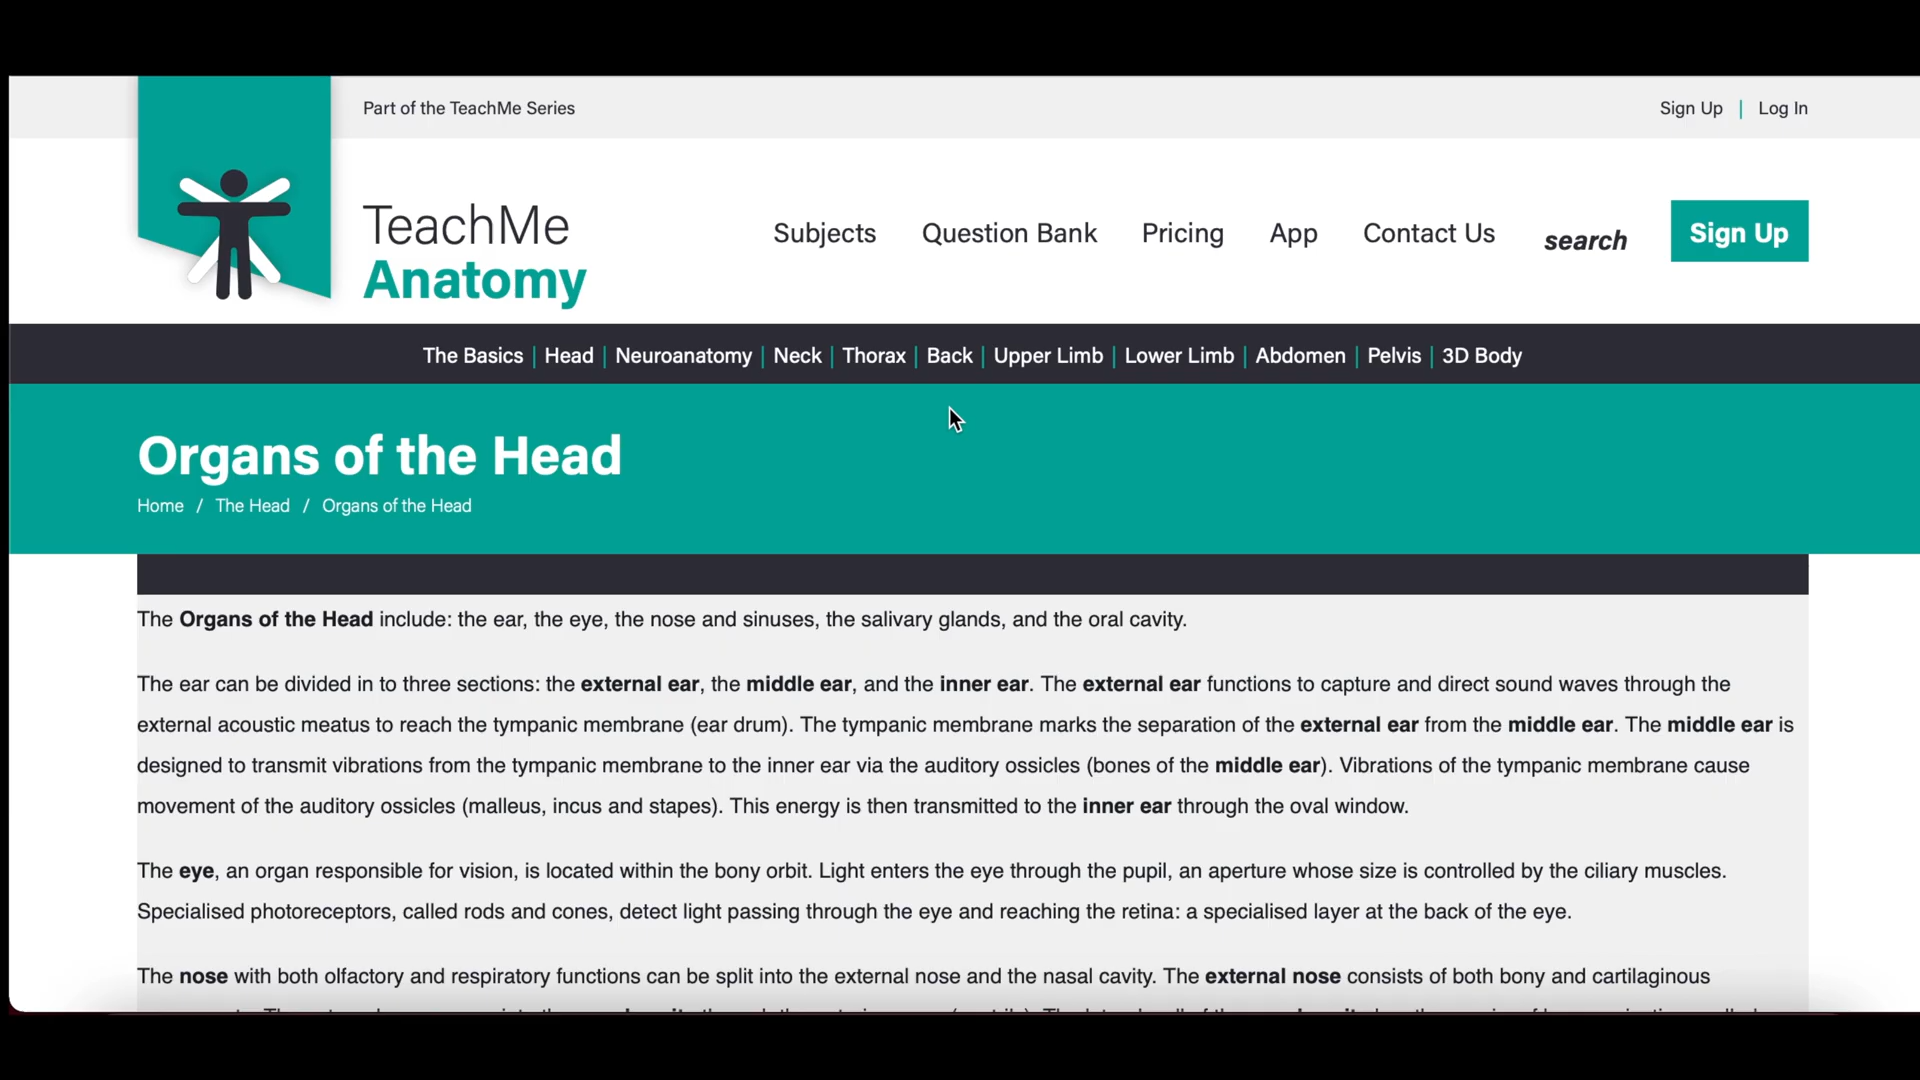 Part of the TeachMe Series
Sign Up | Log In
TeachMe
Anatomy
Subjects Question Bank Pricing App Contact Us search Sign Up
The Basics | Head | Neuroanatomy | Neck | Thorax | Back | Upper Limb | Lower Limb | Abdomen | Pelvis | 3D Body
Organs of the Head
Home / The Head / Organs of the Head
The Organs of the Head include: the ear, the eye, the nose and sinuses, the salivary glands, and the oral cavity.
The ear can be divided in to three sections: the external ear, the middle ear, and the inner ear. The external ear functions to capture and direct sound waves through the
external acoustic meatus to reach the tympanic membrane (ear drum). The tympanic membrane marks the separation of the external ear from the middle ear. The middle ear is
designed to transmit vibrations from the tympanic membrane to the inner ear via the auditory ossicles (bones of the middle ear). Vibrations of the tympanic membrane cause
movement of the auditory ossicles (malleus, incus and stapes). This energy is then transmitted to the inner ear through the oval window.
The eye, an organ responsible for vision, is located within the bony orbit. Light enters the eye through the pupil, an aperture whose size is controlled by the ciliary muscles.
Specialised photoreceptors, called rods and cones, detect light passing through the eye and reaching the retina: a specialised layer at the back of the eye.
The nose with both olfactory and respiratory functions can be split into the external nose and the nasal cavity. The external nose consists of both bony and cartilaginous